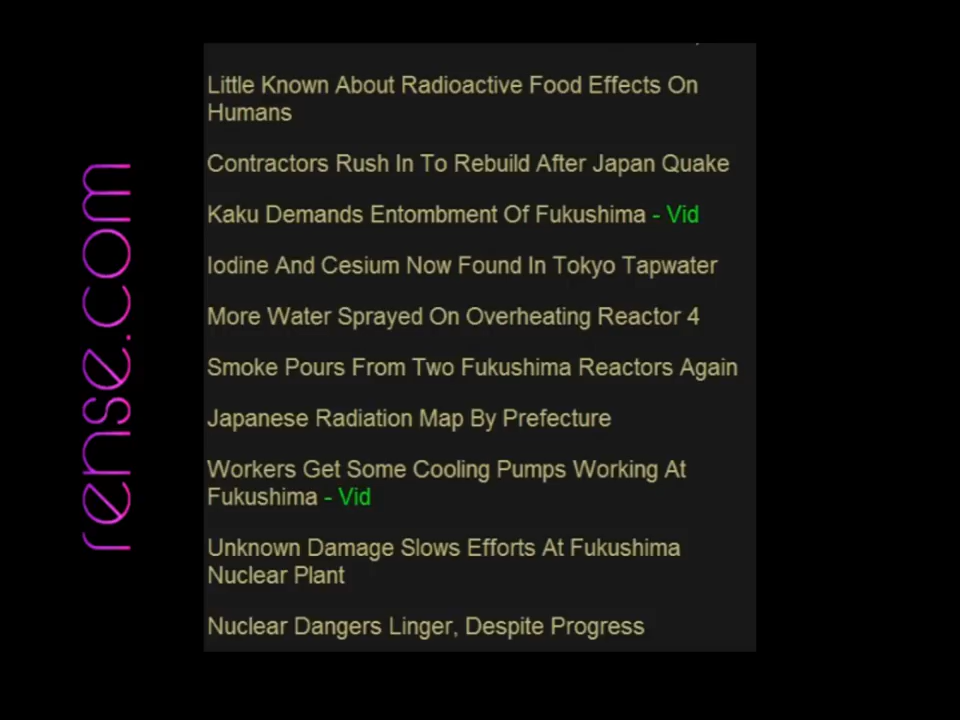 Little Known About Radioactive Food Effects On
Humans
Contractors Rush In To Rebuild After Japan Quake
Kaku Demands Entombment Of Fukushima - Vid
Iodine And Cesium Now Found In Tokyo Tapwater
More Water Sprayed On Overheating Reactor 4
Smoke Pours From Two Fukushima Reactors Again
Japanese Radiation Map By Prefecture
Workers Get Some Cooling Pumps Working At
Fukushima - Vid
Unknown Damage Slows Efforts At Fukushima
Nuclear Plant
Nuclear Dangers Linger, Despite Progress
rense.com